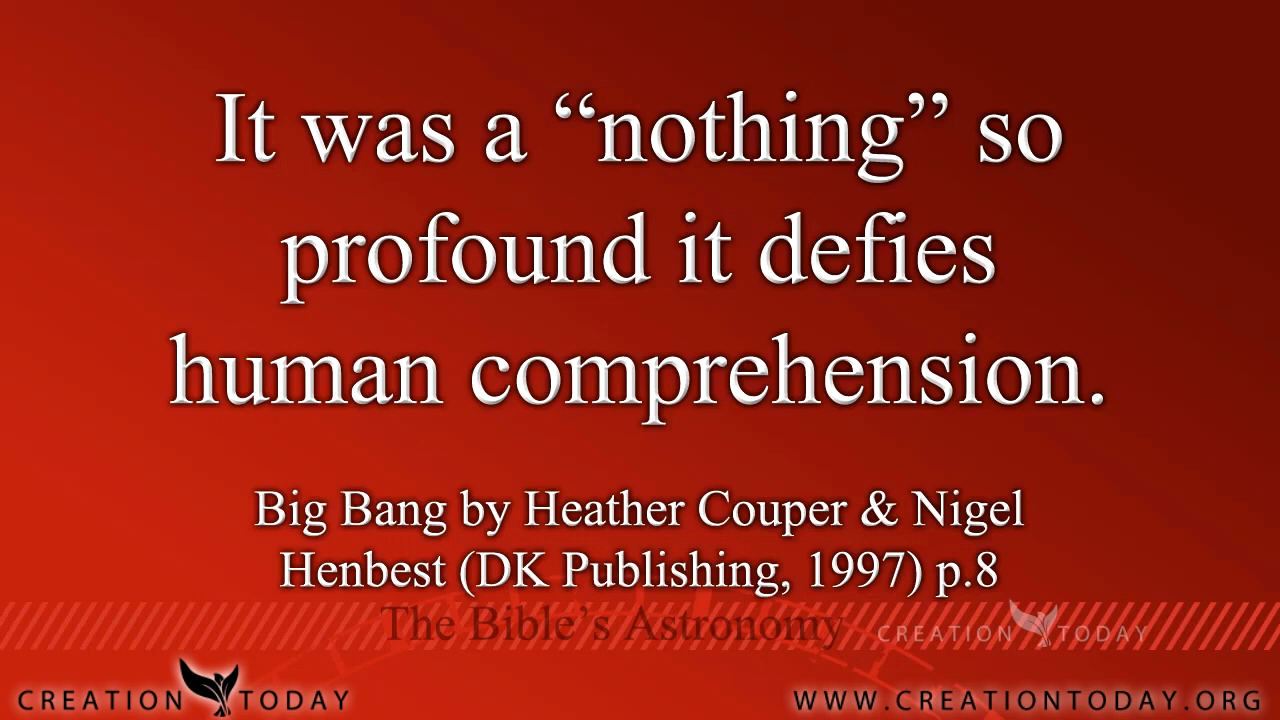 It was a “nothing” so
profound it defies
human comprehension.
Big Bang by Heather Couper & Nigel
Henbest (DK Publishing, 1997) p.8
The Bible’s Astronomy
CREATION TODAY
CREATION TODAY
WWW.CREATIONTODAY.ORG